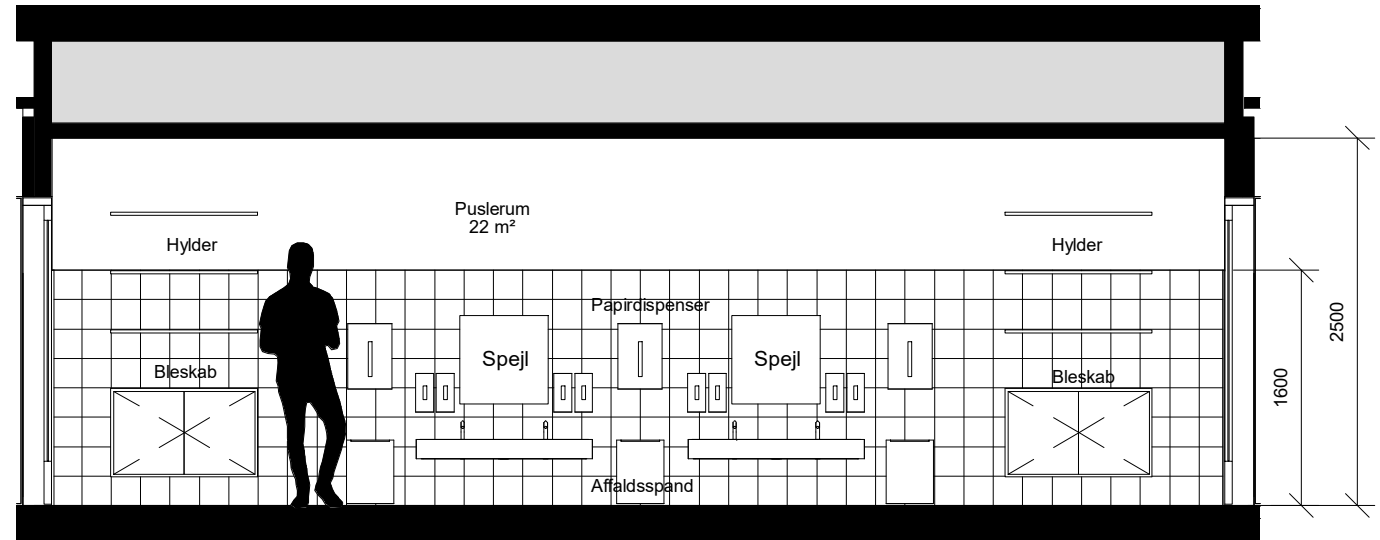 Puslerum
22 m²
Hylder
Hylder
Papirdispenser
Spejl
Spejl
Bleskab
Bleskab
Affaldsspand
1600
2500